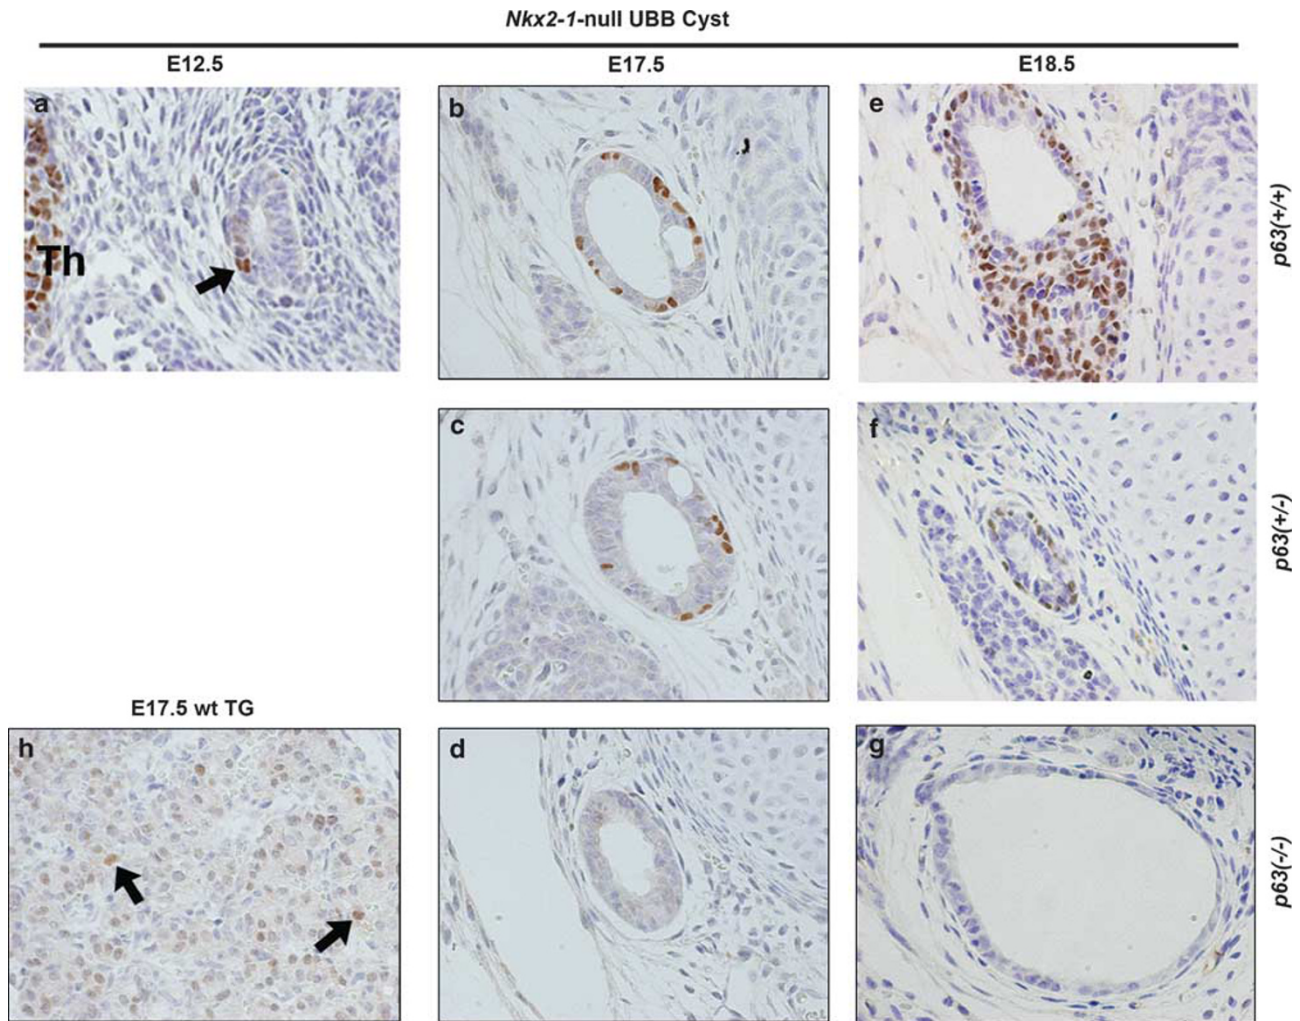 Nkx2-1-null UBB Cyst
E12.5
E17.5
E18.5
a
Th
b
e
p63(+/+)
c
f
p63(+/-)
E17.5 wt TG
h
d
g
p63(-/-)